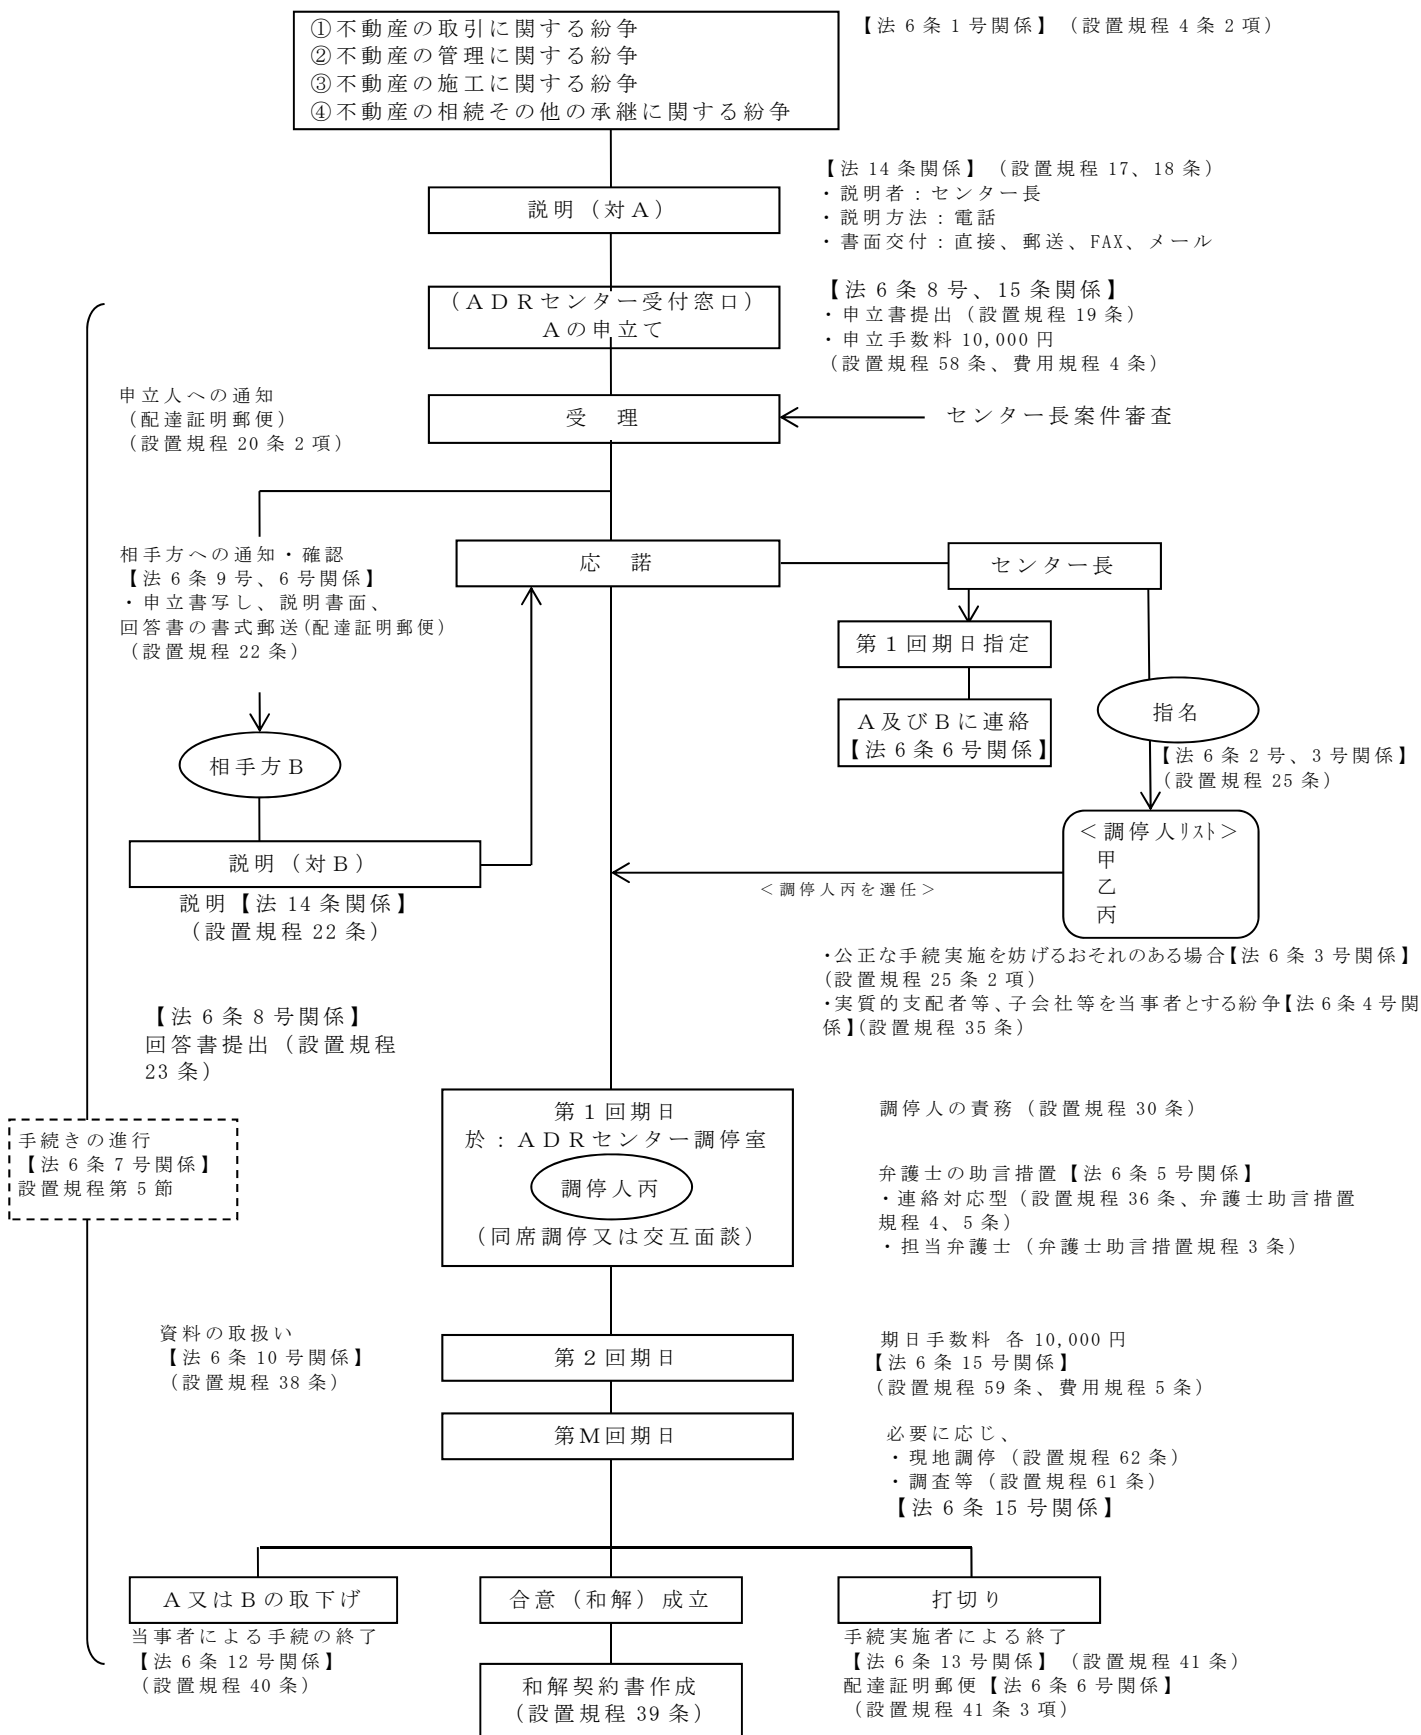 ①不動産の取引に関する紛争
②不動産の管理に関する紛争
③不動産の施工に関する紛争
④不動産の相続その他の承継に関する紛争
【法6条1号関係】（設置規程4条2項）
説明（対A）
【法14条関係】（設置規程17、18条）
・説明者：センター長
・説明方法：電話
・書面交付：直接、郵送、FAX、メール
（ADRセンター受付窓口）
Aの申立て
【法6条8号、15条関係】
・申立書提出（設置規程19条）
・申立手数料10,000円
（設置規程58条、費用規程4条）
申立人への通知
（配達証明郵便）
（設置規程20条2項）
受　理
センター長案件審査
相手方への通知・確認
【法6条9号、6号関係】
・申立書写し、説明書面、
回答書の書式郵送(配達証明郵便)
（設置規程22条）
応　諾
センター長
第1回期日指定
A及びBに連絡
【法6条6号関係】
指名
【法6条2号、3号関係】
（設置規程25条）
相手方B
＜調停人ﾘｽﾄ＞
甲
乙
丙
説明（対B）
＜調停人丙を選任＞
説明【法14条関係】
（設置規程22条）
・公正な手続実施を妨げるおそれのある場合【法6条3号関係】
(設置規程25条2項)
・実質的支配者等、子会社等を当事者とする紛争【法6条4号関
係】(設置規程35条)
【法6条8号関係】
回答書提出（設置規程
23条）
手続きの進行
【法6条7号関係】
設置規程第5節
第1回期日
於：ADRセンター調停室
調停人丙
（同席調停又は交互面談）
調停人の責務（設置規程30条）
弁護士の助言措置【法6条5号関係】
・連絡対応型（設置規程36条、弁護士助言措置
規程4、5条）
・担当弁護士（弁護士助言措置規程3条）
資料の取扱い
【法6条10号関係】
（設置規程38条）
第2回期日
期日手数料 各10,000円
【法6条15号関係】
（設置規程59条、費用規程5条）
第M回期日
必要に応じ、
・現地調停（設置規程62条）
・調査等（設置規程61条）
【法6条15号関係】
A又はBの取下げ
合意（和解）成立
打切り
当事者による手続の終了
【法6条12号関係】
（設置規程40条）
和解契約書作成
（設置規程39条）
手続実施者による終了
【法6条13号関係】（設置規程41条）
配達証明郵便【法6条6号関係】
（設置規程41条3項）